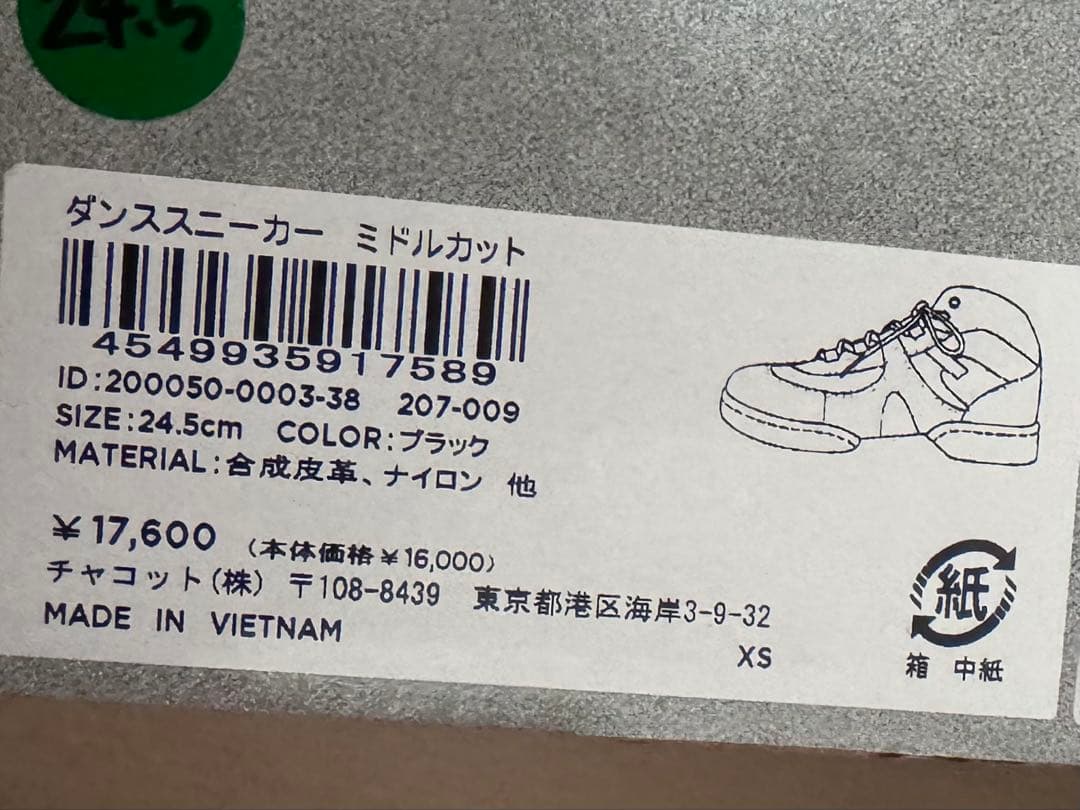 24.5
ダンススニーカー ミドルカット
4549935917589
ID:200050-0003-38 207-009
SIZE:24.5cm COLOR:ブラック
MATERIAL:合成皮革、ナイロン 他
¥17,600 (本体価格¥16,000)
チャコット(株) 〒108-8439 東京都港区海岸3-9-32
MADE IN VIETNAM
XS
紙
箱 中紙